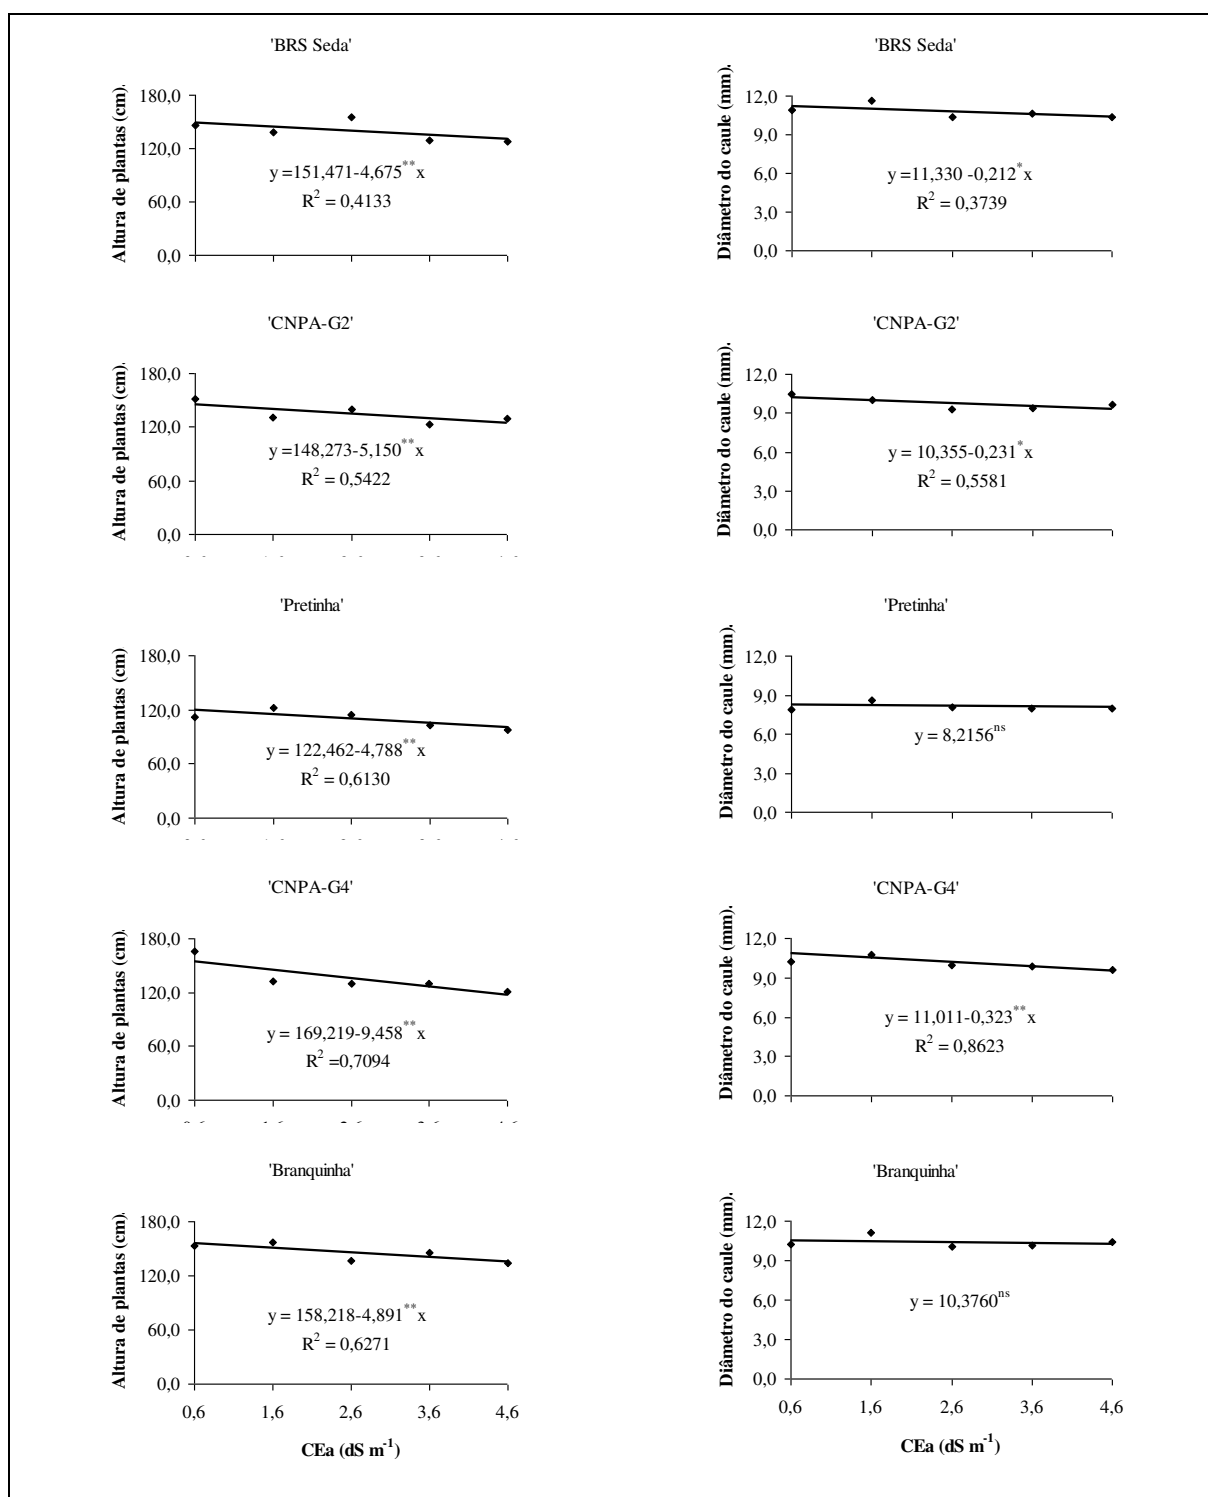 'BRS Seda'
Altura de plantas (cm).
180,0
120,0
60,0
0,0
y =151,471-4,675**x
R2 = 0,4133
'BRS Seda'
Diâmetro do caule (mm).
12,0
9,0
6,0
3,0
0,0
y =11,330 -0,212*x
R2 = 0,3739
'CNPA-G2'
Altura de plantas (cm).
180,0
120,0
60,0
0,0
y =148,273-5,150**x
R2 = 0,5422
'CNPA-G2'
Diâmetro do caule (mm).
12,0
9,0
6,0
3,0
0,0
y = 10,355-0,231*x
R2 = 0,5581
'Pretinha'
Altura de plantas (cm)
180,0
120,0
60,0
0,0
y = 122,462-4,788**x
R2 = 0,6130
'Pretinha'
Diâmetro do caule (mm).
12,0
9,0
6,0
3,0
0,0
y = 8,2156ns
'CNPA-G4'
Altura de plantas (cm).
180,0
120,0
60,0
0,0
y = 169,219-9,458**x
R2 =0,7094
'CNPA-G4'
Diâmetro do caule (mm).
12,0
9,0
6,0
3,0
0,0
y = 11,011-0,323**x
R2 = 0,8623
'Branquinha'
Altura de plantas (cm).
180,0
120,0
60,0
0,0
y = 158,218-4,891**x
R2 = 0,6271
0,6 1,6 2,6 3,6 4,6
CEa (dS m-1)
'Branquinha'
Diâmetro do caule (mm).
12,0
9,0
6,0
3,0
0,0
y = 10,3760ns
0,6 1,6 2,6 3,6 4,6
CEa (dS m-1)